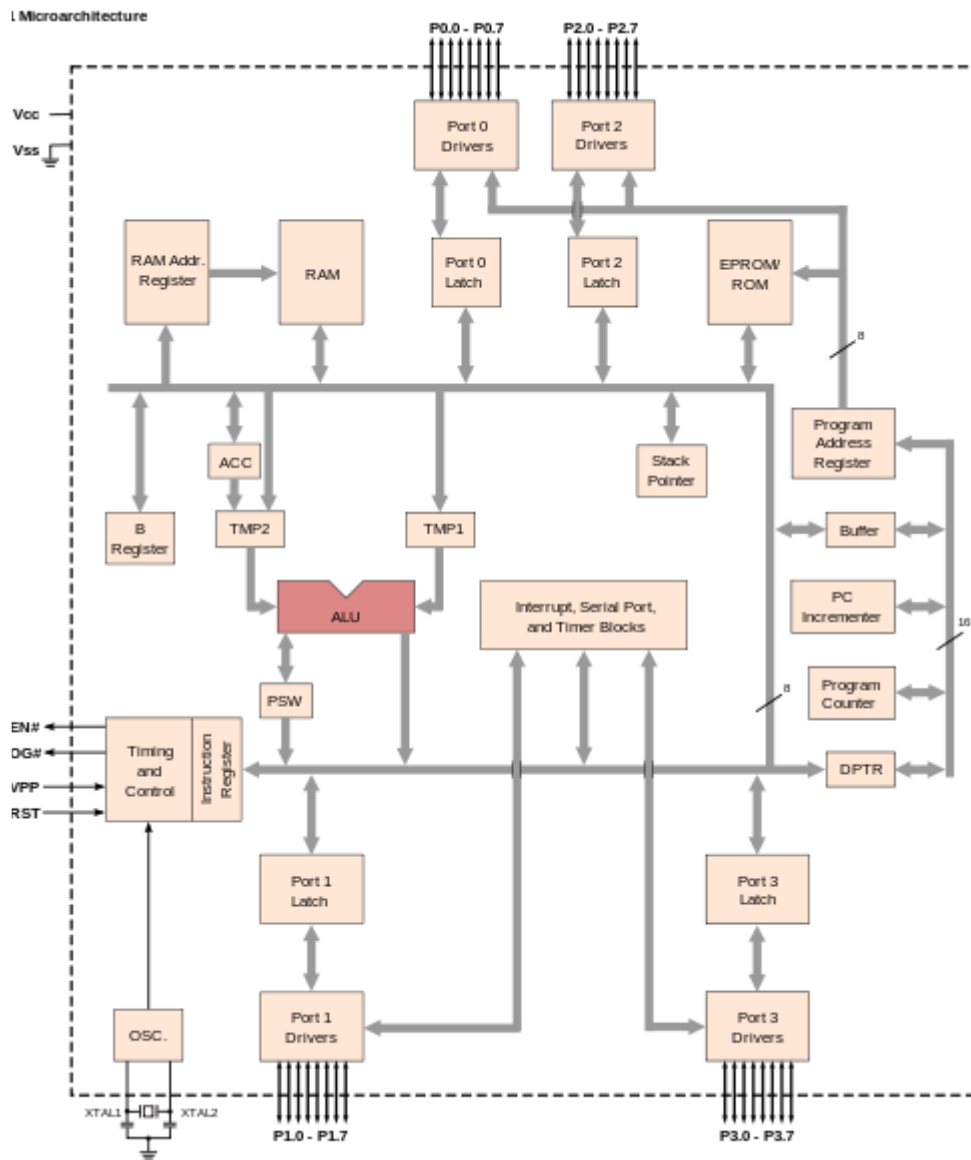 l Microarchitecture
P0.0 - P0.7
P2.0 - P2.7
Vcc
Vss
Port 0
Drivers
Port 2
Drivers
RAM Addr.
Register
RAM
Port 0
Latch
Port 2
Latch
EPROM/
ROM
8
Program
Address
Register
ACC
Stack
Pointer
B
Register
TMP2
TMP1
Buffer
ALU
Interrupt, Serial Port,
and Timer Blocks
PC
Incrementer
16
PSW
8
Program
Counter
EN#
OG#
VPP
RST
Timing
and
Control
Instruction
Register
DPTR
Port 1
Latch
Port 3
Latch
OSC.
Port 1
Drivers
Port 3
Drivers
XTAL1
XTAL2
P1.0 - P1.7
P3.0 - P3.7